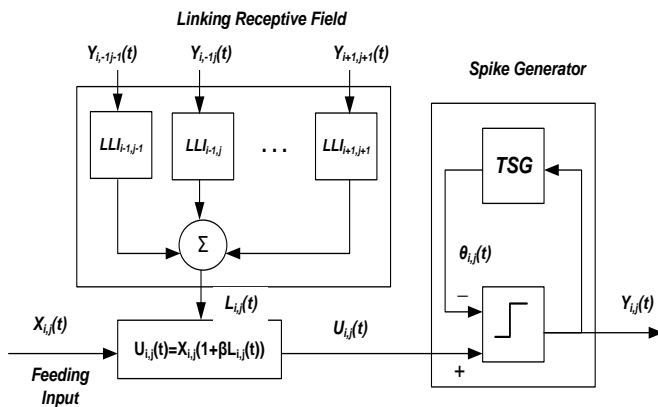 Linking Receptive Field
Y_{i,-1j-1}(t) Y_{i,-1j}(t) Y_{i+1,j+1}(t)
Spike Generator
LLI_{i-1,j-1} LLI_{i-1,j} . . . LLI_{i+1,j+1}
TSG
Σ
θ_{i,j}(t)
L_{i,j}(t)
–
Y_{i,j}(t)
X_{i,j}(t)
U_{i,j}(t)=X_{i,j}(1+βL_{i,j}(t))
U_{i,j}(t)
+
Feeding
Input